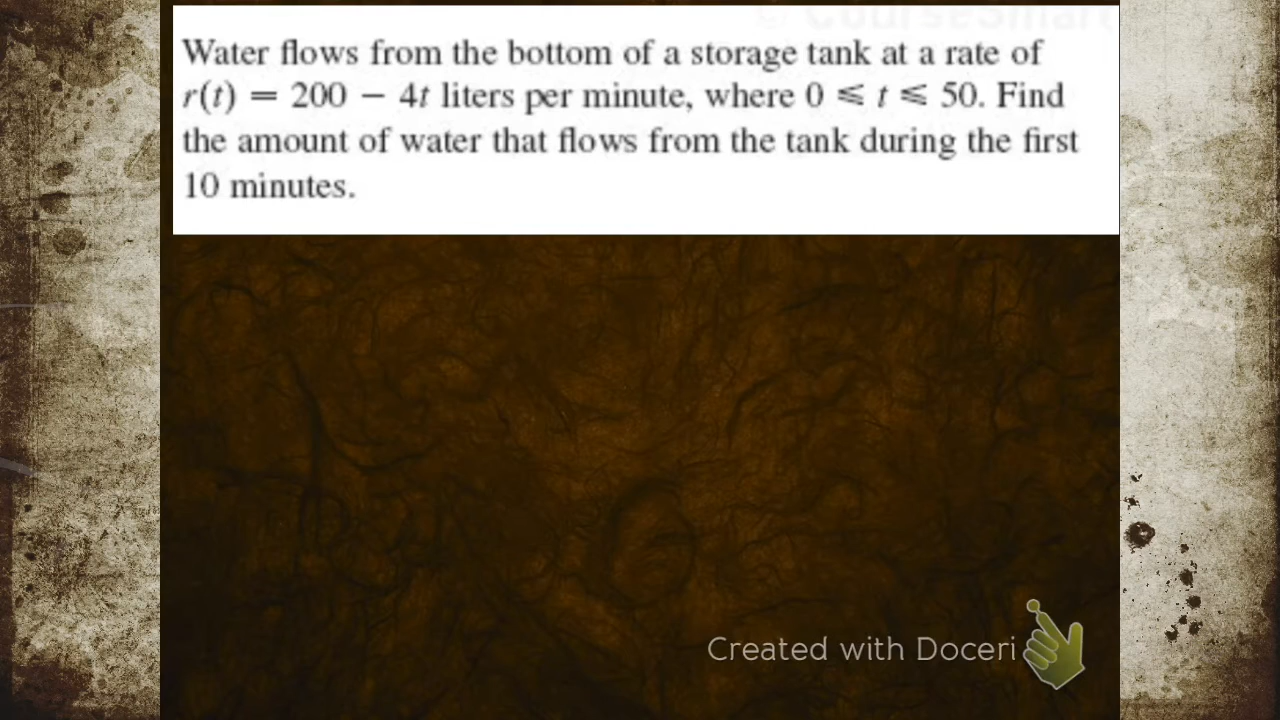 Water flows from the bottom of a storage tank at a rate of
r(t) = 200 − 4t liters per minute, where 0 ⩽ t ⩽ 50. Find
the amount of water that flows from the tank during the first
10 minutes.
Created with Doceri